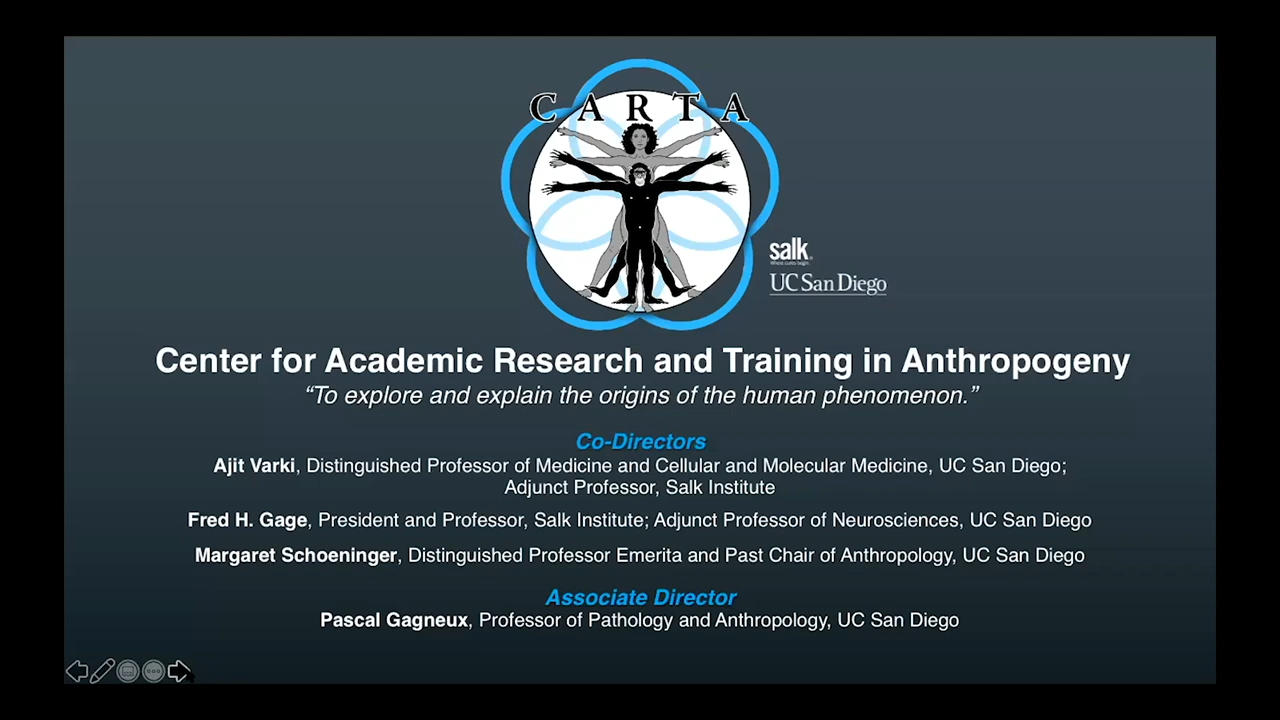 CARTA
salk
Where cures begin.
UC San Diego
Center for Academic Research and Training in Anthropogeny
“To explore and explain the origins of the human phenomenon.”
Co-Directors
Ajit Varki, Distinguished Professor of Medicine and Cellular and Molecular Medicine, UC San Diego;
Adjunct Professor, Salk Institute
Fred H. Gage, President and Professor, Salk Institute; Adjunct Professor of Neurosciences, UC San Diego
Margaret Schoeninger, Distinguished Professor Emerita and Past Chair of Anthropology, UC San Diego
Associate Director
Pascal Gagneux, Professor of Pathology and Anthropology, UC San Diego